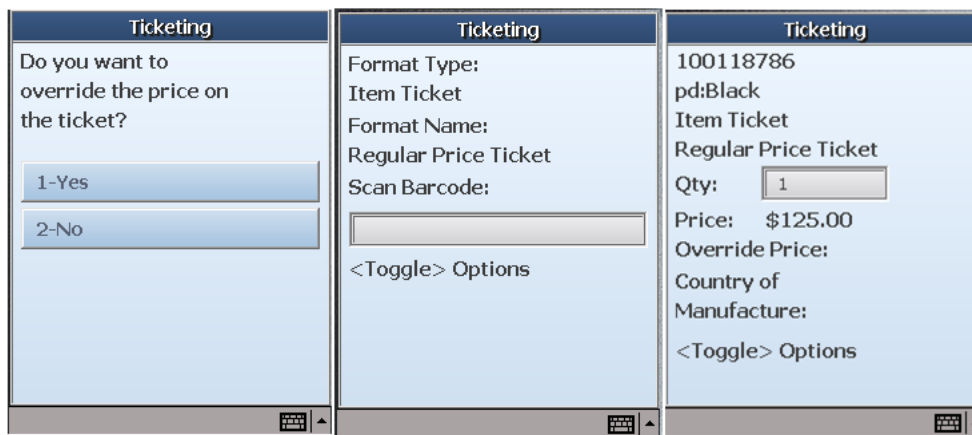 Ticketing
Do you want to
override the price on
the ticket?
1-Yes
2-No
Ticketing
Format Type:
Item Ticket
Format Name:
Regular Price Ticket
Scan Barcode:
<Toggle> Options
Ticketing
100118786
pd:Black
Item Ticket
Regular Price Ticket
Qty: 1
Price: $125.00
Override Price:
Country of
Manufacture:
<Toggle> Options